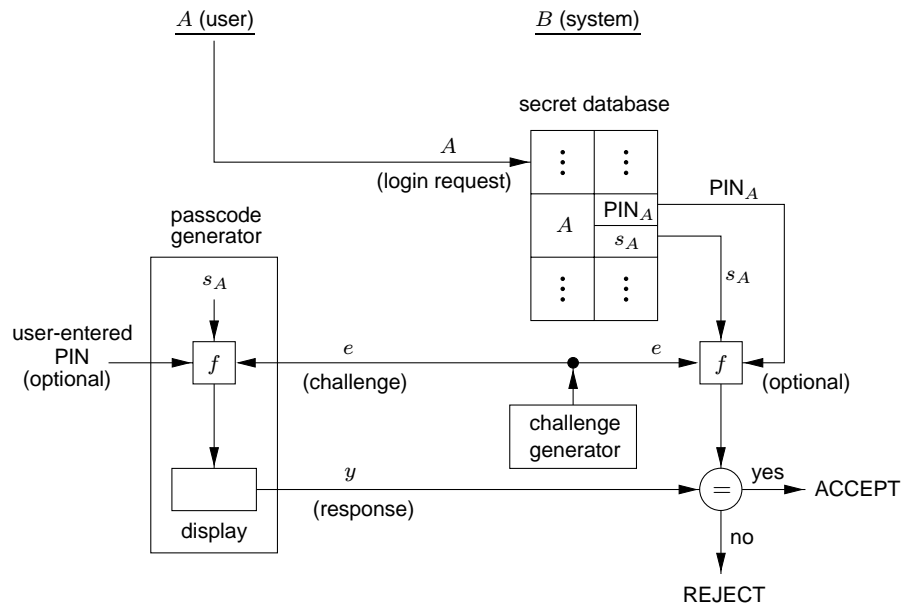 A (user)
B (system)
secret database
A
(login request)
⋮ ⋮
A
PIN_A
s_A
⋮ ⋮
PIN_A
s_A
passcode
generator
s_A
user-entered
PIN
(optional)
f
e
(challenge)
e
f
(optional)
challenge
generator
y
(response)
display
=
yes
ACCEPT
no
REJECT